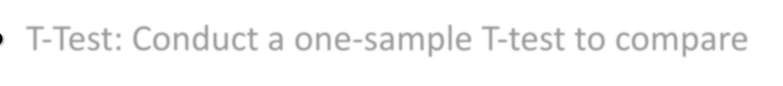 • T-Test: Conduct a one-sample T-test to compare